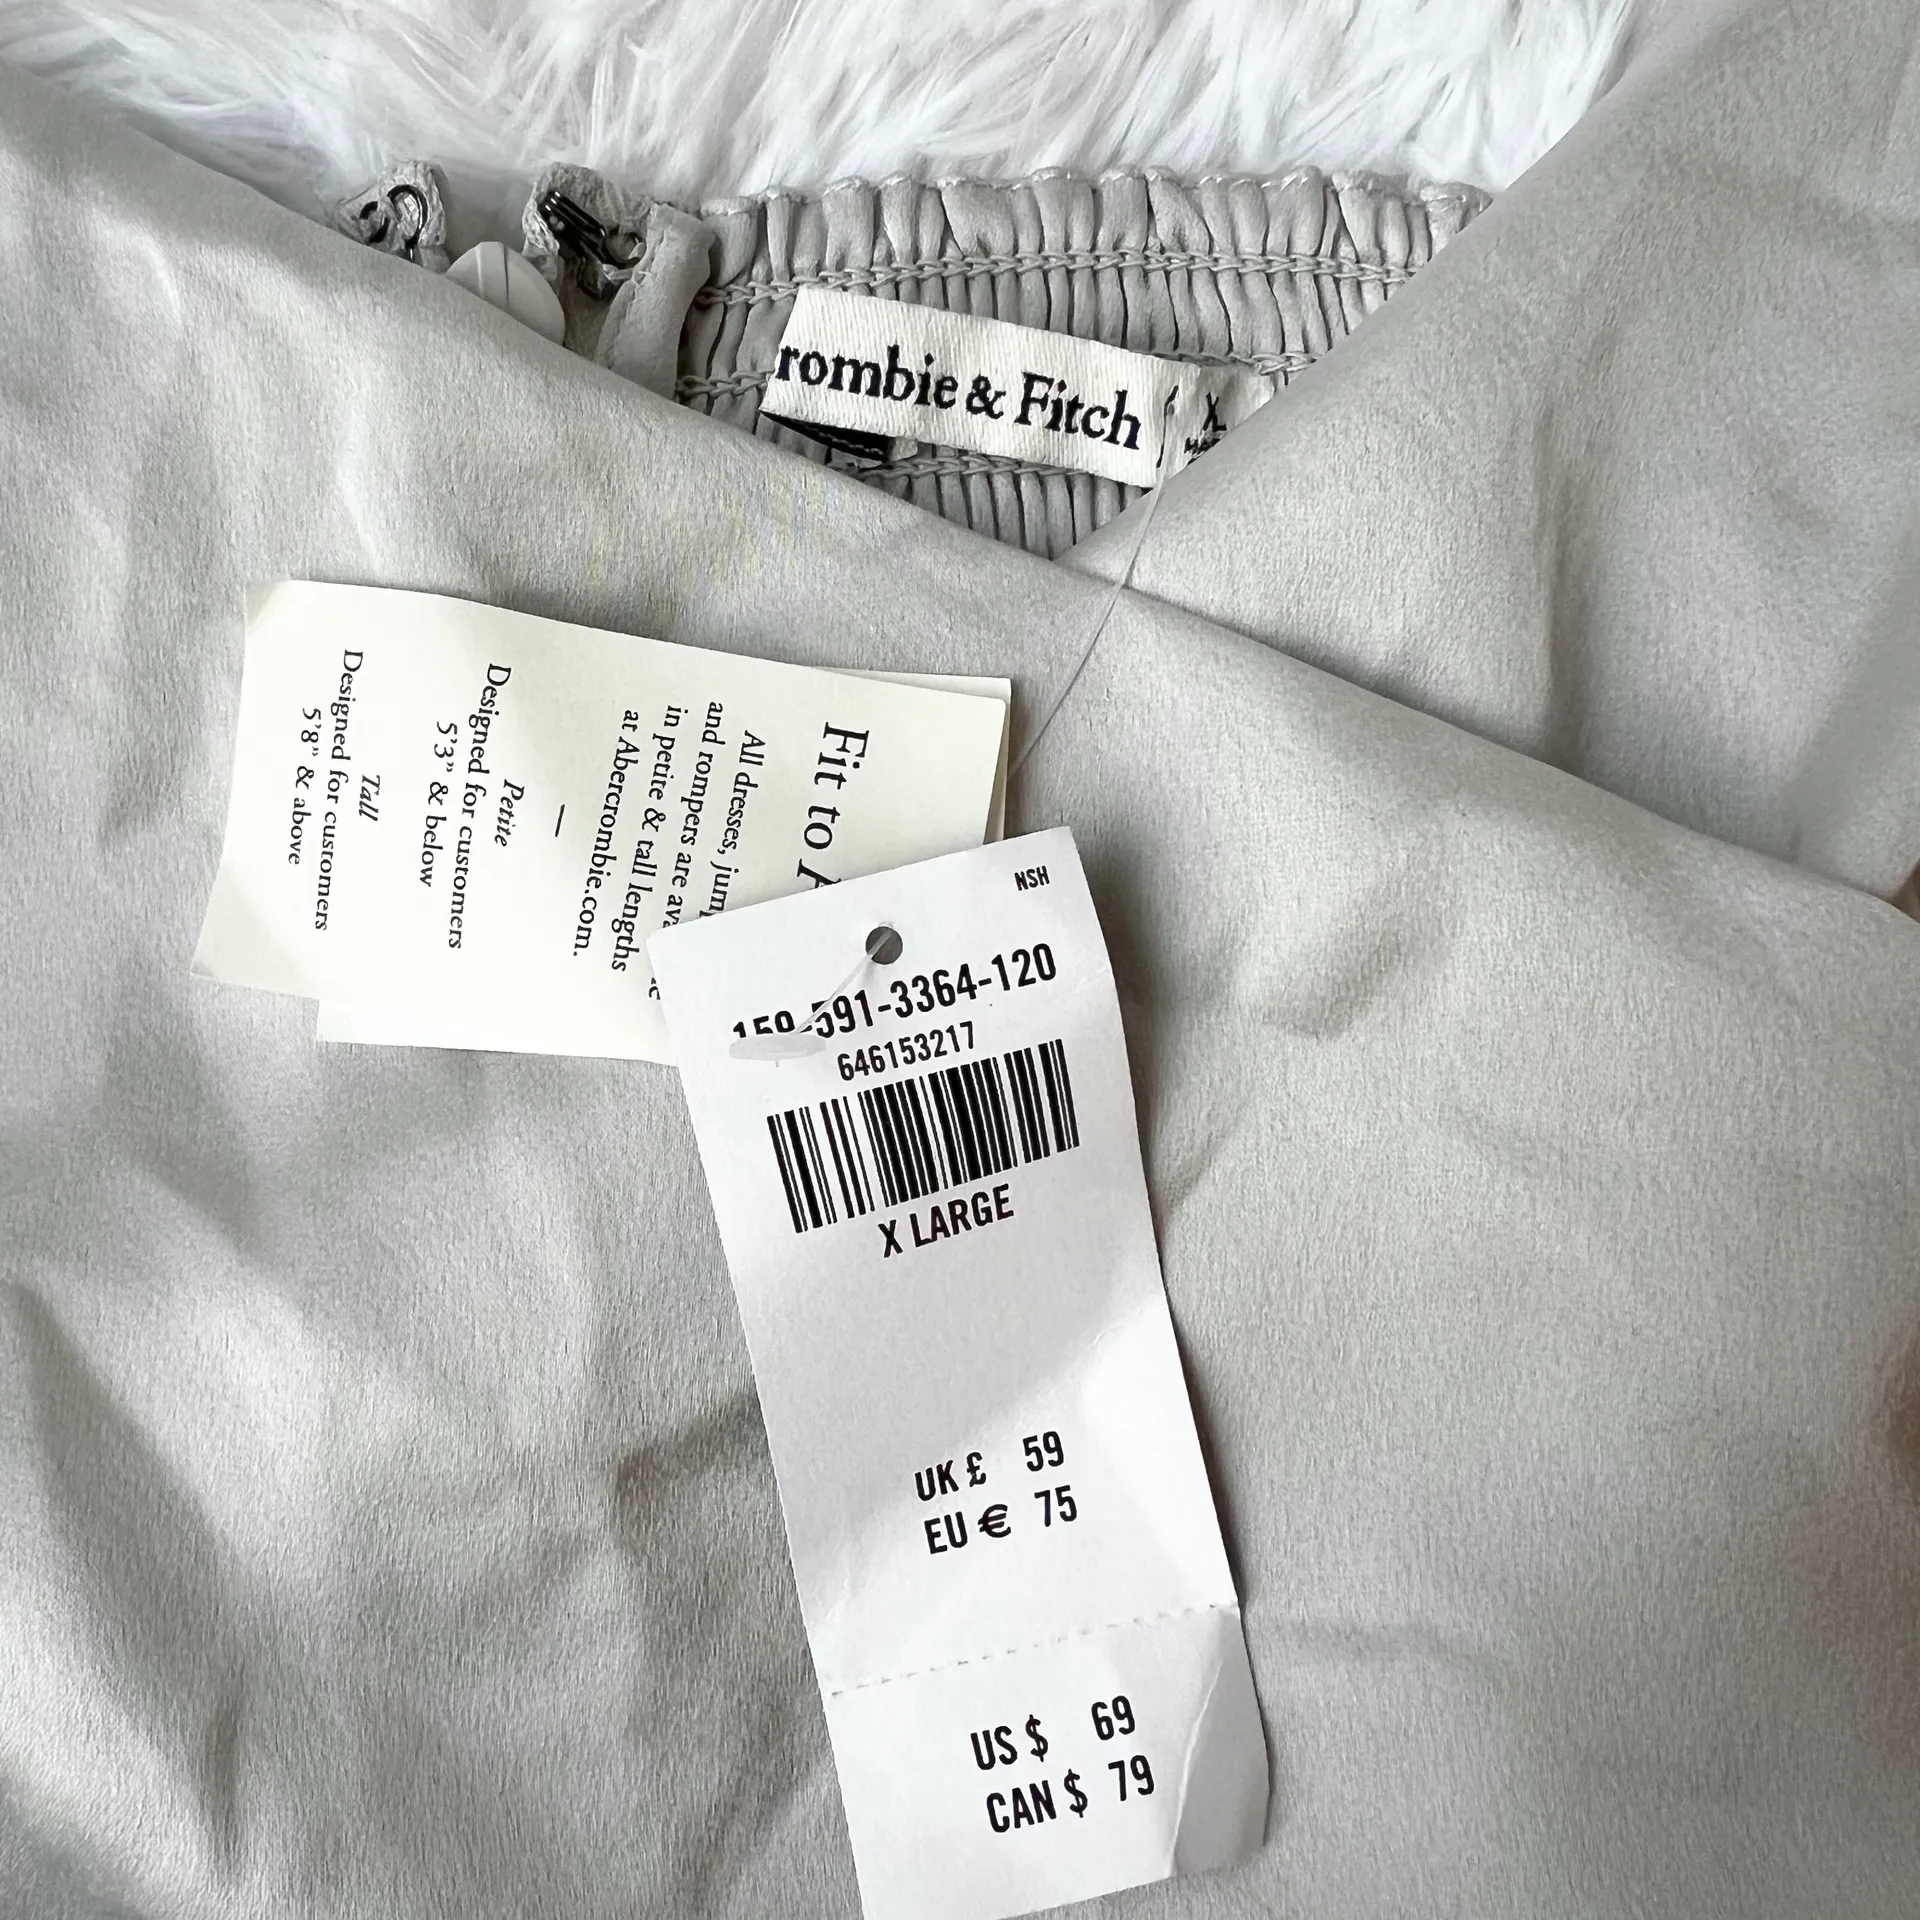 rombie & Fitch
XL
Fit to
All dresses,
and rompers are
in petite & tall lengths
at Abercrombie.com.
—
Petite
Designed for customers
5'3” & below
Tall
Designed for customers
5'8” & above
NSH
159-591-3364-120
646153217
X LARGE
UK £ 59
EU € 75
US $ 69
CAN $ 79